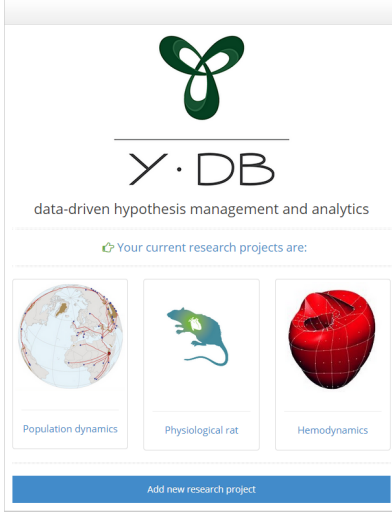 Y·DB
data-driven hypothesis management and analytics
Your current research projects are:
Population dynamics
Physiological rat
Hemodynamics
Add new research project